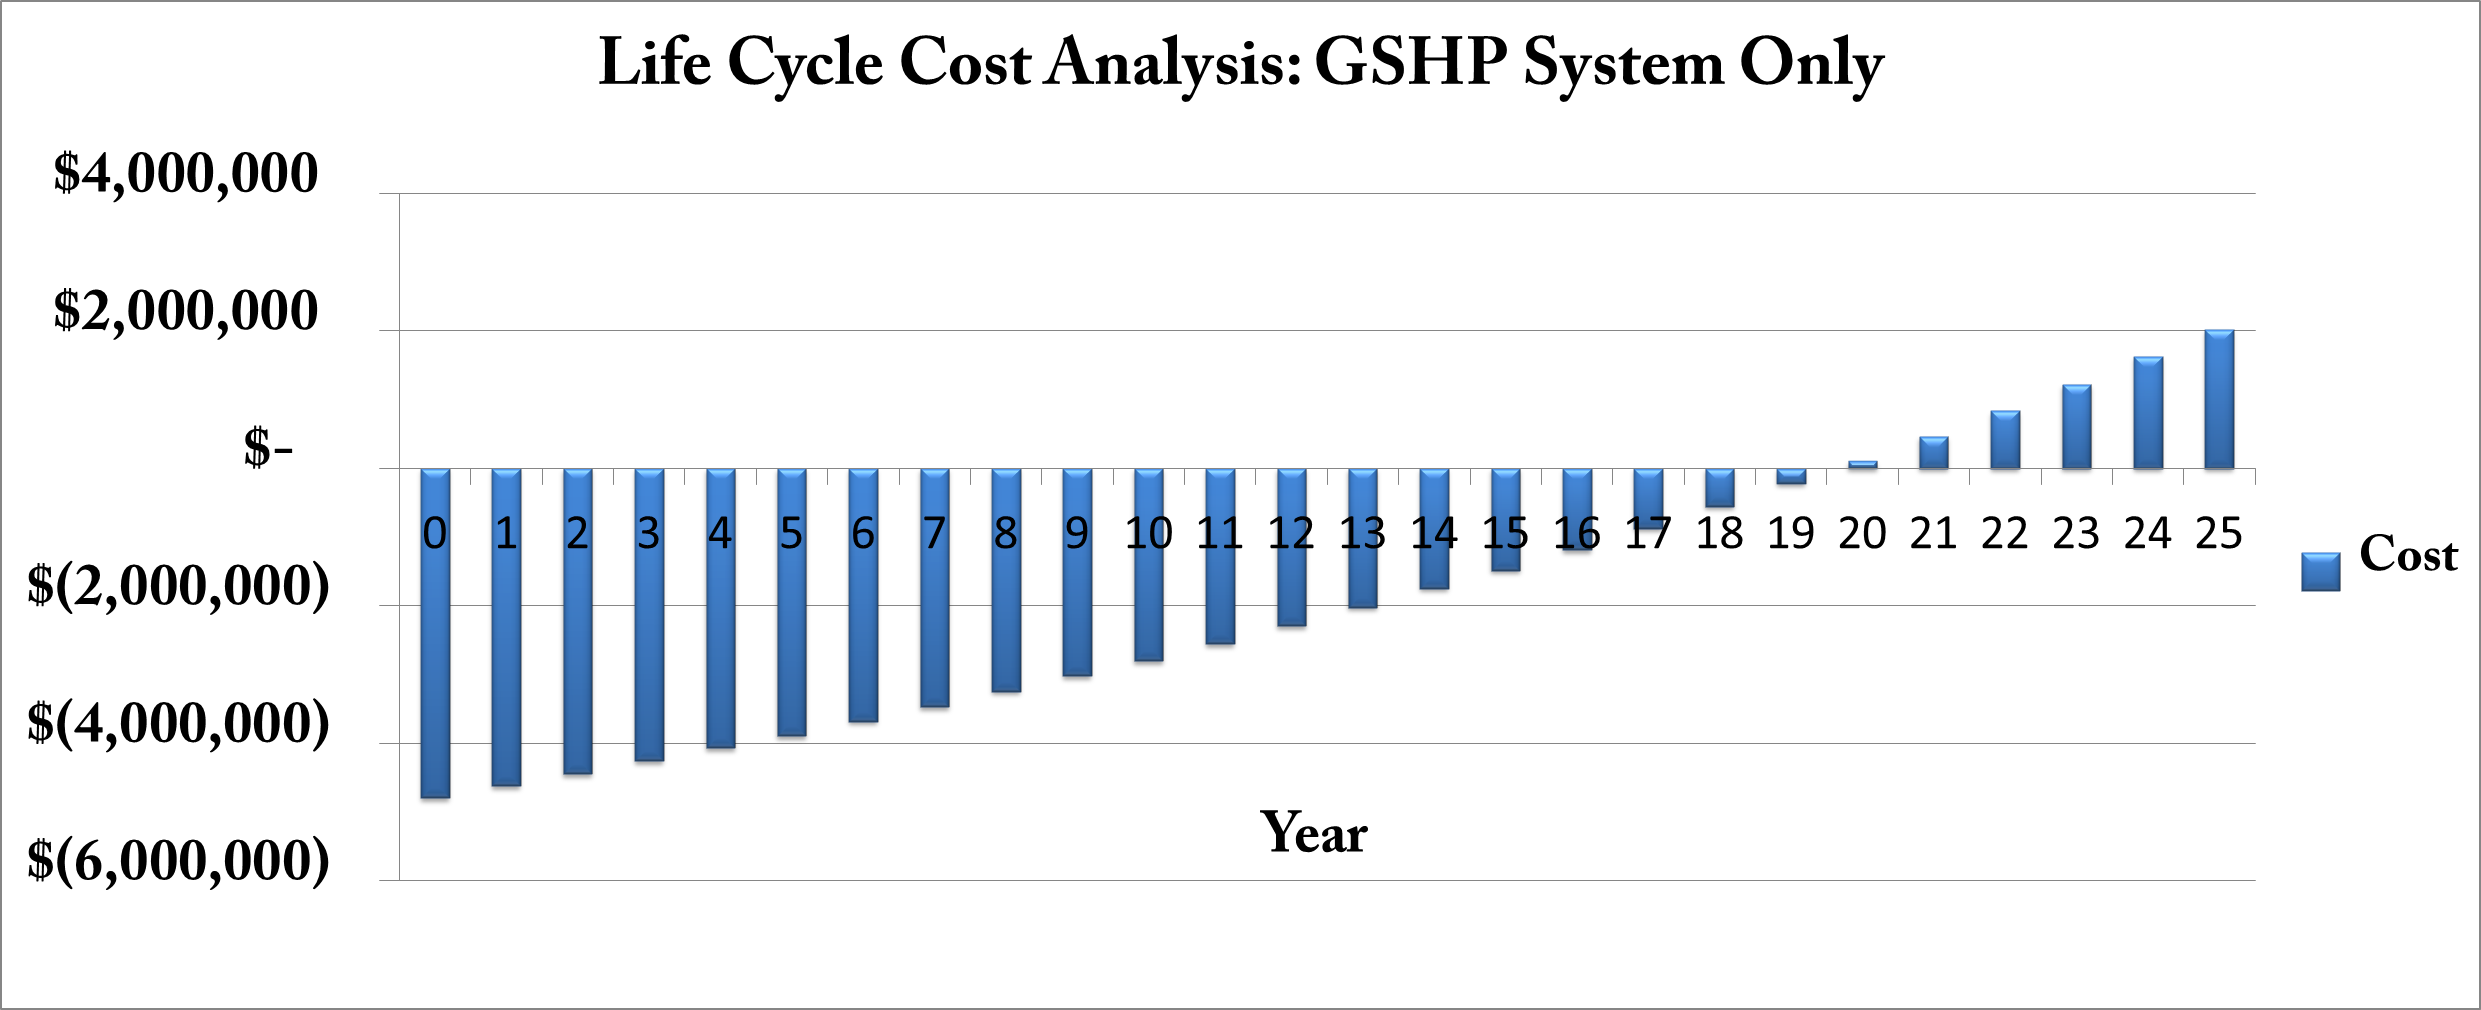 Life Cycle Cost Analysis: GSHP System Only
$4,000,000
$2,000,000
$-
0 1 2 3 4 5 6 7 8 9 10 11 12 13 14 15 16 17 18 19 20 21 22 23 24 25
Cost
$(2,000,000)
$(4,000,000)
Year
$(6,000,000)